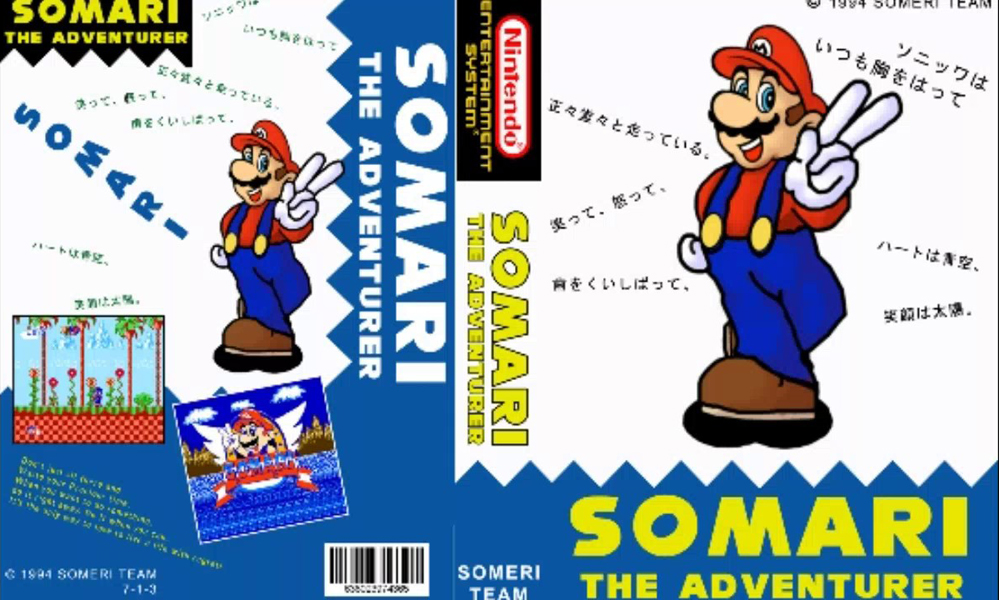 SOMARI
THE ADVENTURER
ソニックは
いつも胸をはって
正々堂々と走っている。
笑って、怒って、
歯をくいしばって、
SOMARI
ハートは青空、
笑顔は太陽。
SOMARI
© 1994 SOMERI TEAM
7-1-3
SOMARI
THE ADVENTURER
Nintendo
ENTERTAINMENT
SYSTEM
SOMARI
THE ADVENTURER
SOMERI
TEAM
© 1994 SOMERI TEAM
ソニックは
いつも胸をはって
正々堂々と走っている。
笑って、怒って、
歯をくいしばって、
ハートは青空、
笑顔は太陽。
SOMARI
THE ADVENTURER